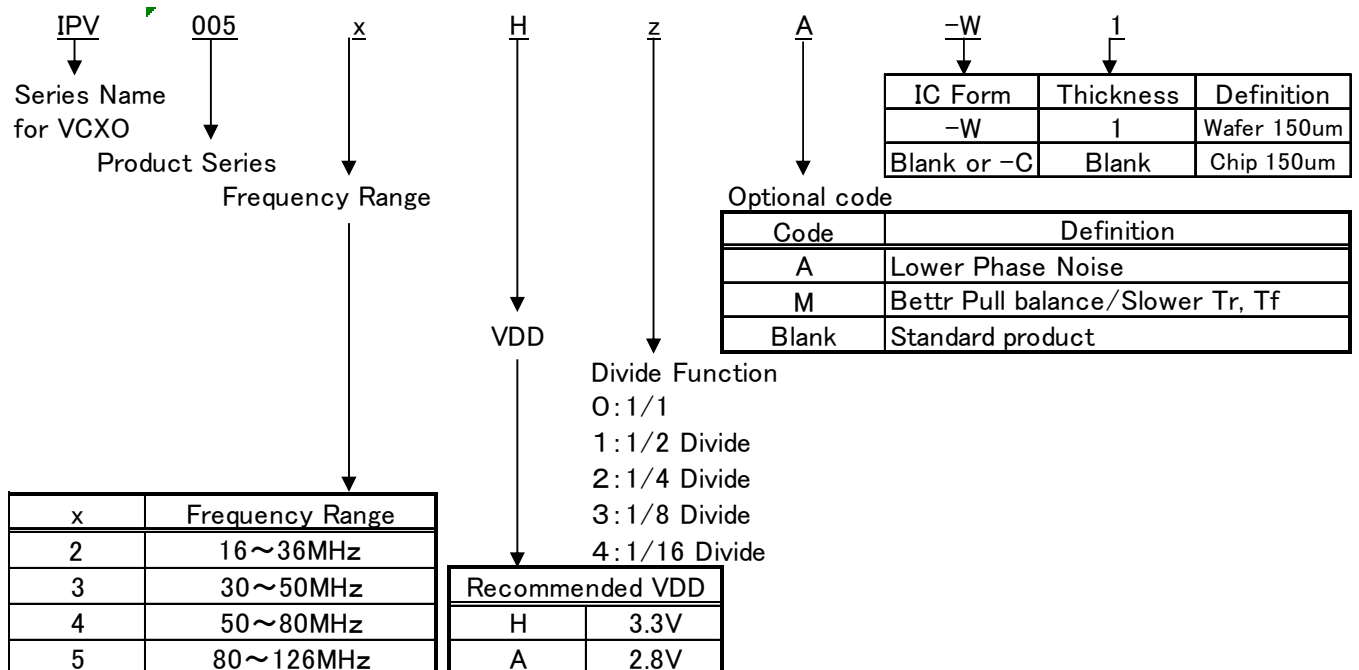 IPV 005 x H z A -W 1
Series Name
for VCXO
Product Series
Frequency Range
VDD
Divide Function
0:1/1
1:1/2 Divide
2:1/4 Divide
3:1/8 Divide
4:1/16 Divide
IC Form Thickness Definition
-W 1 Wafer 150um
Blank or -C Blank Chip 150um
Optional code
Code Definition
A Lower Phase Noise
M Bettr Pull balance/Slower Tr, Tf
Blank Standard product
x Frequency Range
2 16~36MHz
3 30~50MHz
4 50~80MHz
5 80~126MHz
Recommended VDD
H 3.3V
A 2.8V